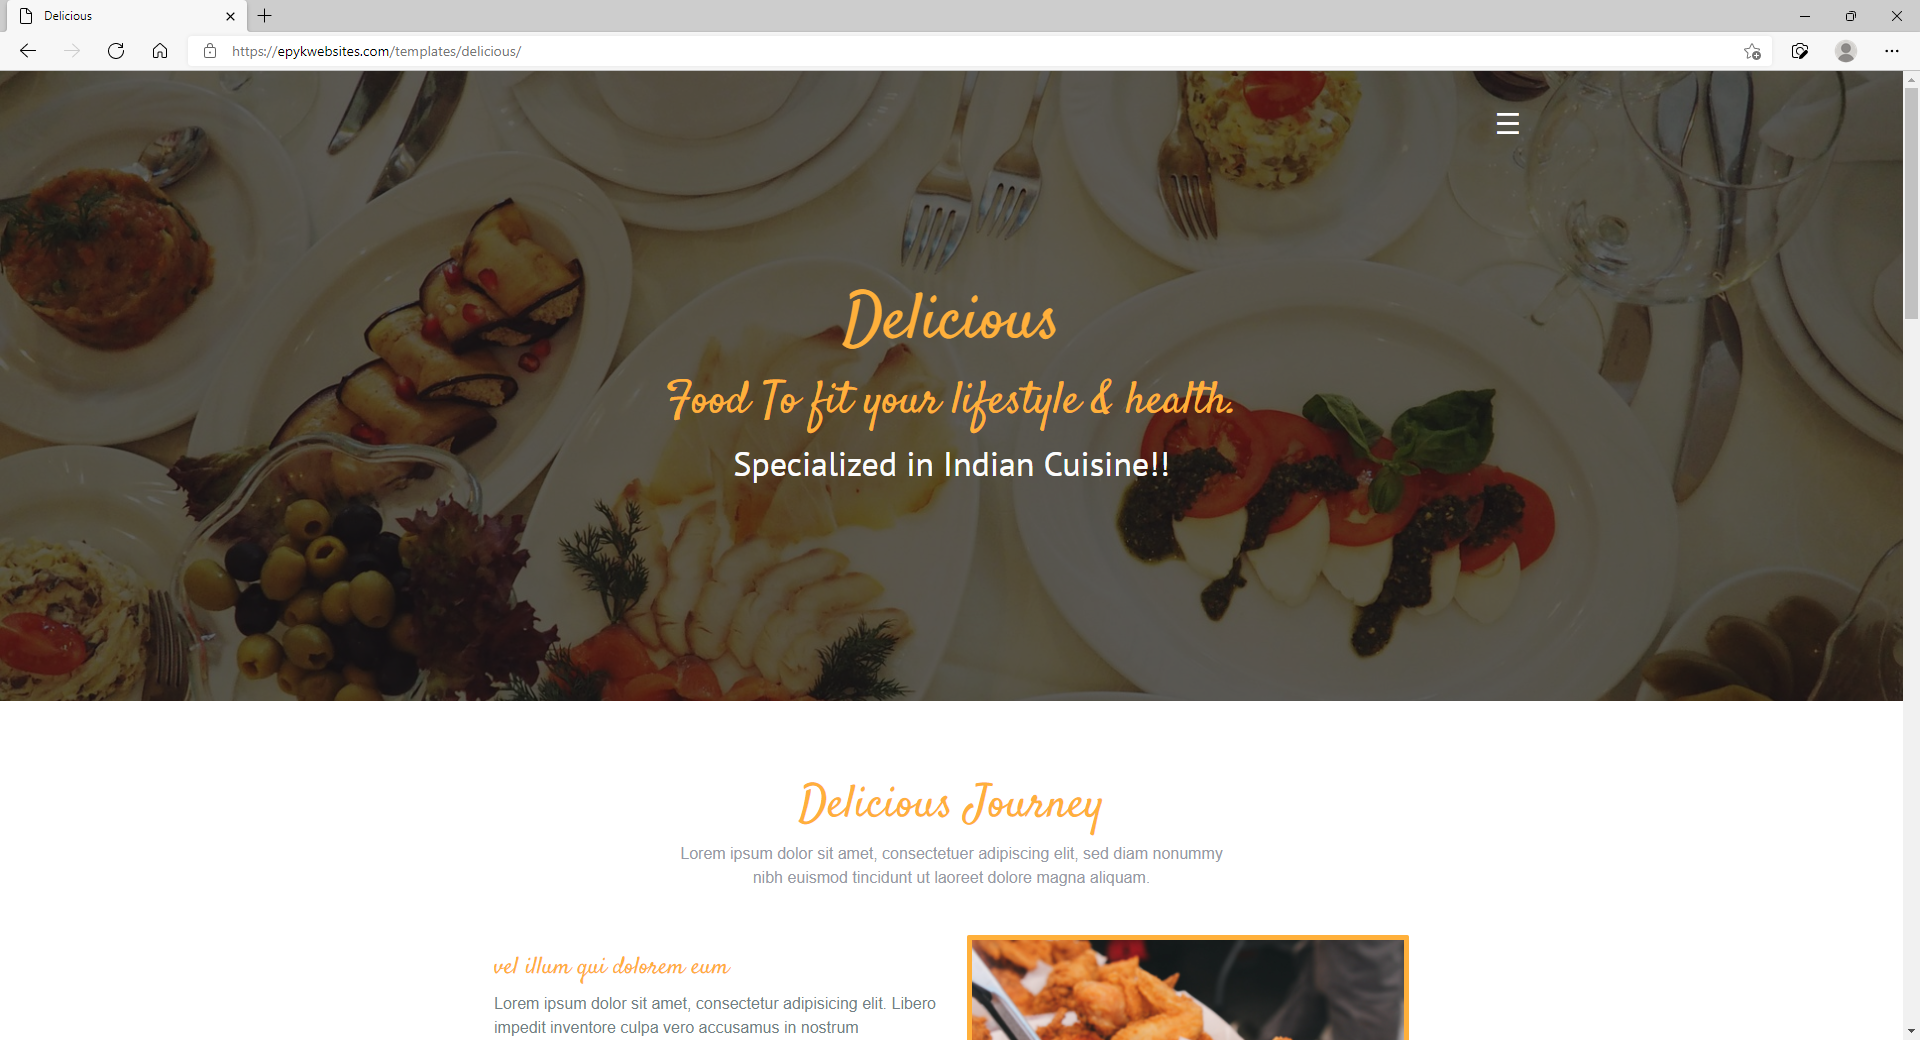 Delicious
https://epykwebsites.com/templates/delicious/
Delicious
Food To fit your lifestyle & health.
Specialized in Indian Cuisine!!
Delicious Journey
Lorem ipsum dolor sit amet, consectetuer adipiscing elit, sed diam nonummy
nibh euismod tincidunt ut laoreet dolore magna aliquam.
vel illum qui dolorem eum
Lorem ipsum dolor sit amet, consectetur adipisicing elit. Libero
impedit inventore culpa vero accusamus in nostrum